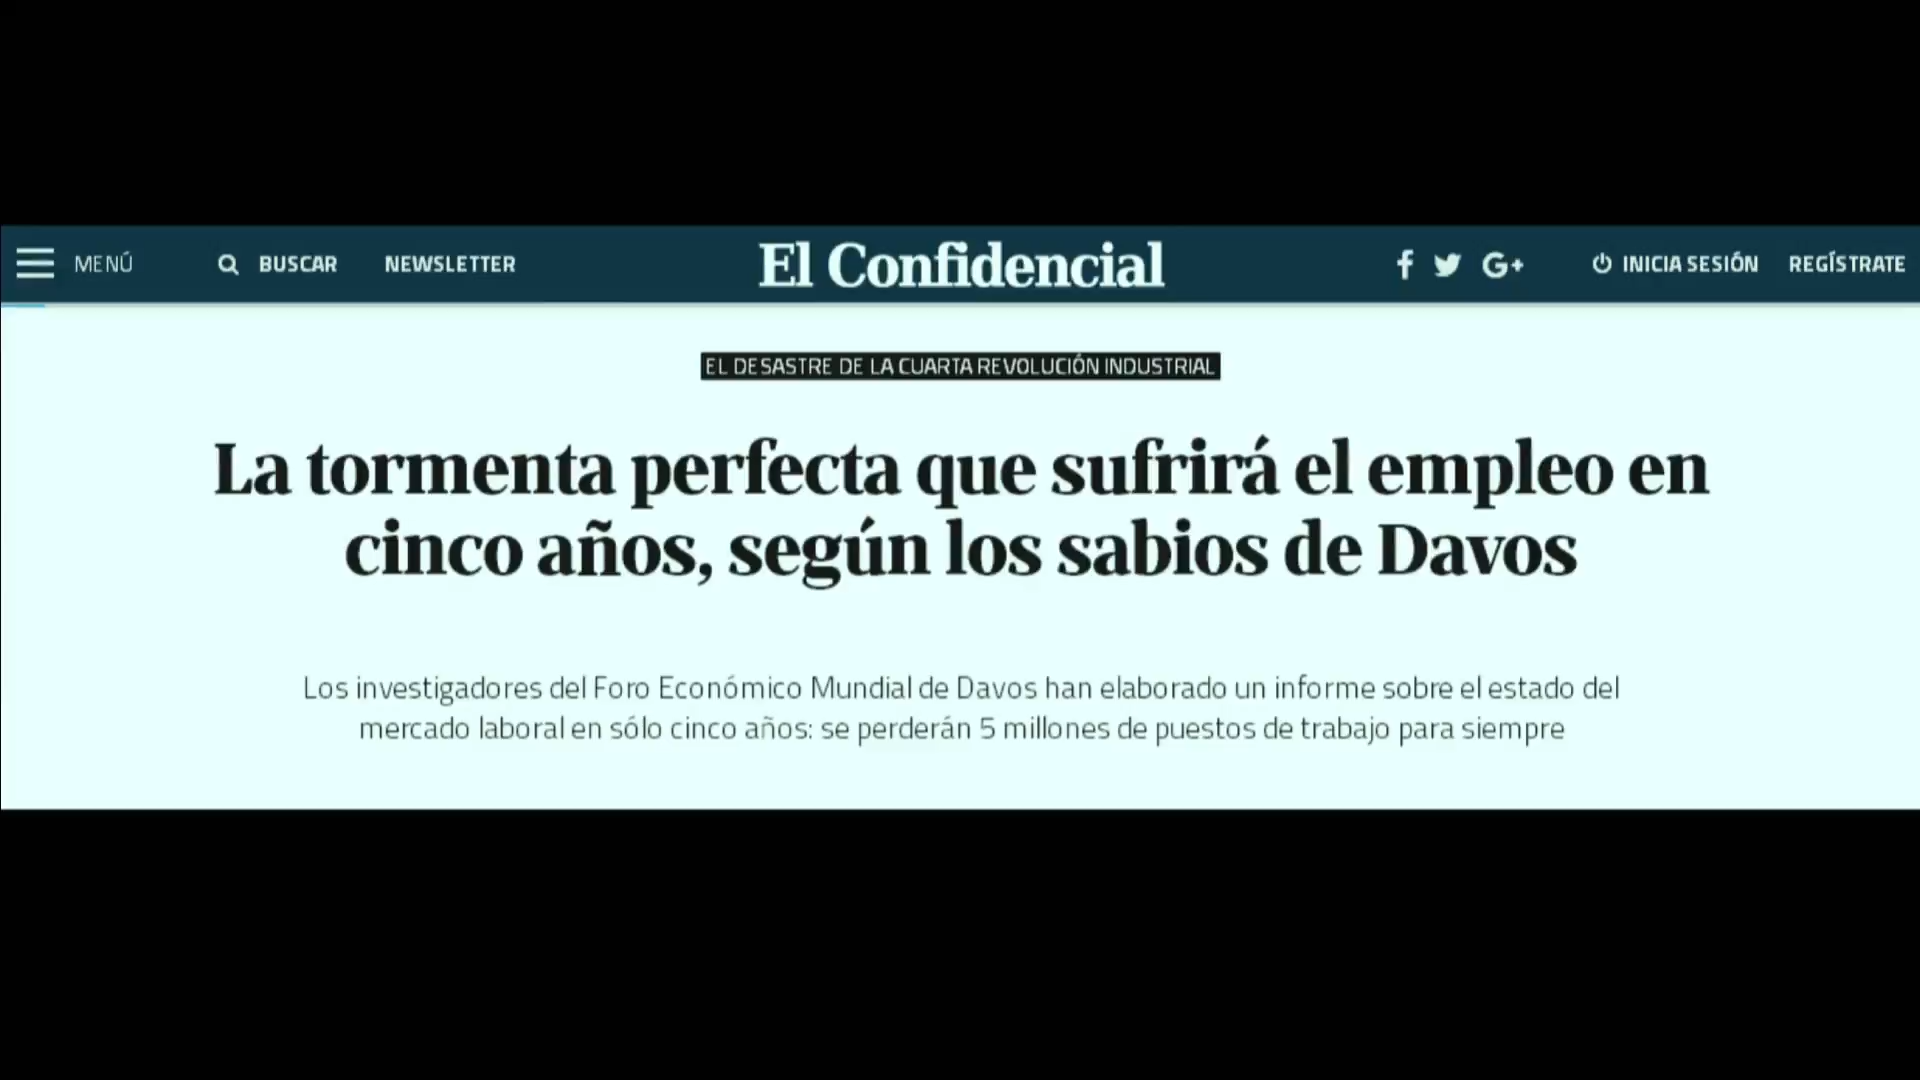 MENÚ BUSCAR NEWSLETTER El Confidencial G+ INICIA SESIÓN REGÍSTRATE
EL DESASTRE DE LA CUARTA REVOLUCIÓN INDUSTRIAL
La tormenta perfecta que sufrirá el empleo en
cinco años, según los sabios de Davos
Los investigadores del Foro Económico Mundial de Davos han elaborado un informe sobre el estado del
mercado laboral en sólo cinco años: se perderán 5 millones de puestos de trabajo para siempre